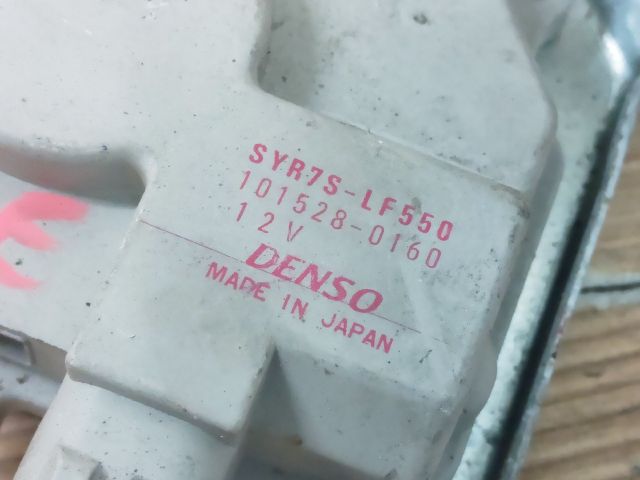 SYR7S-LF550
101528-0160
12V
DENSO
MADE IN JAPAN